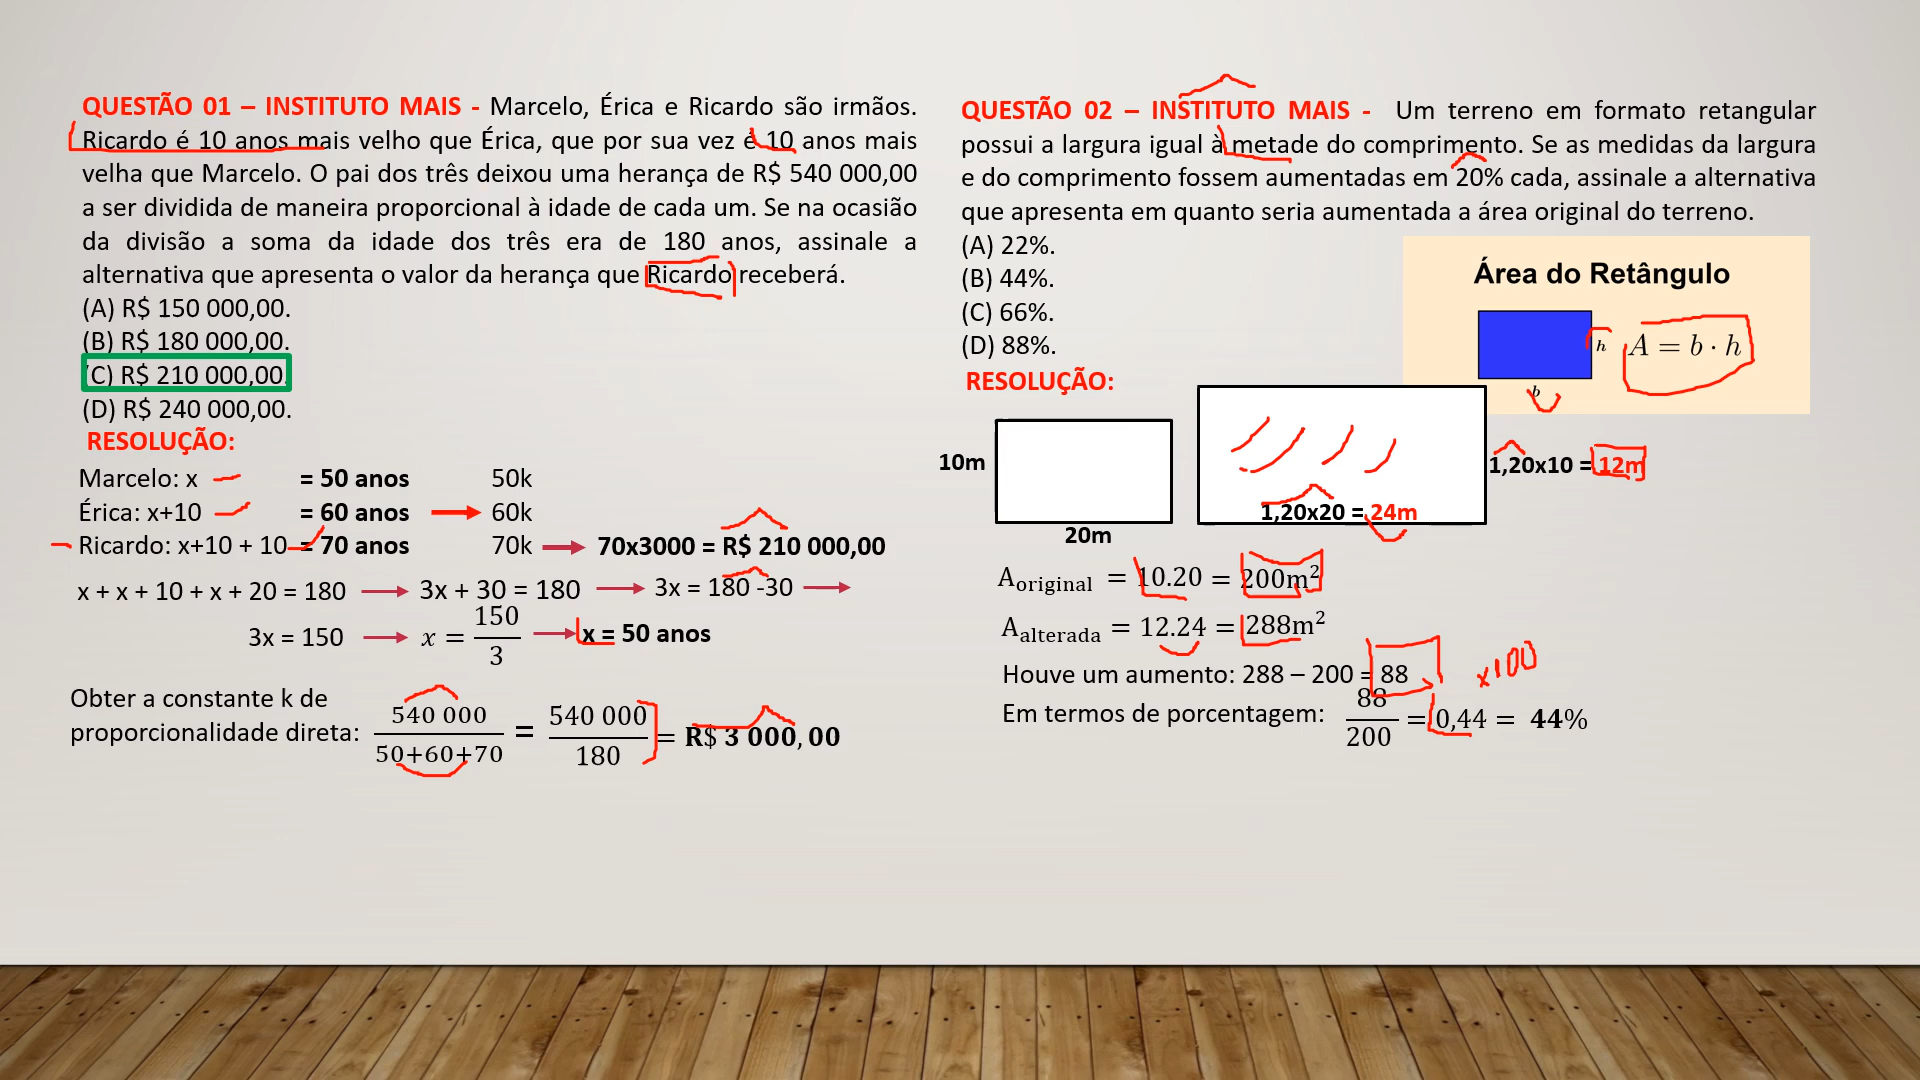 QUESTÃO 01 – INSTITUTO MAIS - Marcelo, Érica e Ricardo são irmãos.
Ricardo é 10 anos mais velho que Érica, que por sua vez é 10 anos mais
velha que Marcelo. O pai dos três deixou uma herança de R$ 540 000,00
a ser dividida de maneira proporcional à idade de cada um. Se na ocasião
da divisão a soma da idade dos três era de 180 anos, assinale a
alternativa que apresenta o valor da herança que Ricardo receberá.
(A) R$ 150 000,00.
(B) R$ 180 000,00.
(C) R$ 210 000,00.
(D) R$ 240 000,00.
RESOLUÇÃO:
Marcelo: x = 50 anos 50k
Érica: x+10 = 60 anos 60k
Ricardo: x+10 + 10 = 70 anos 70k 70x3000 = R$ 210 000,00
x + x + 10 + x + 20 = 180 3x + 30 = 180 3x = 180 -30
3x = 150 x = 150/3 x = 50 anos
Obter a constante k de
proporcionalidade direta: 540 000/50+60+70 = 540 000/180 = R$ 3 000,00
QUESTÃO 02 – INSTITUTO MAIS - Um terreno em formato retangular
possui a largura igual à metade do comprimento. Se as medidas da largura
e do comprimento fossem aumentadas em 20% cada, assinale a alternativa
que apresenta em quanto seria aumentada a área original do terreno.
(A) 22%.
(B) 44%.
(C) 66%.
(D) 88%.
Área do Retângulo
h A = b · h
b
RESOLUÇÃO:
10m
20m
1,20x10 = 12m
1,20x20 = 24m
Aoriginal = 10.20 = 200m²
Aalterada = 12.24 = 288m²
Houve um aumento: 288 – 200 = 88
x100
Em termos de porcentagem: 88/200 = 0,44 = 44%